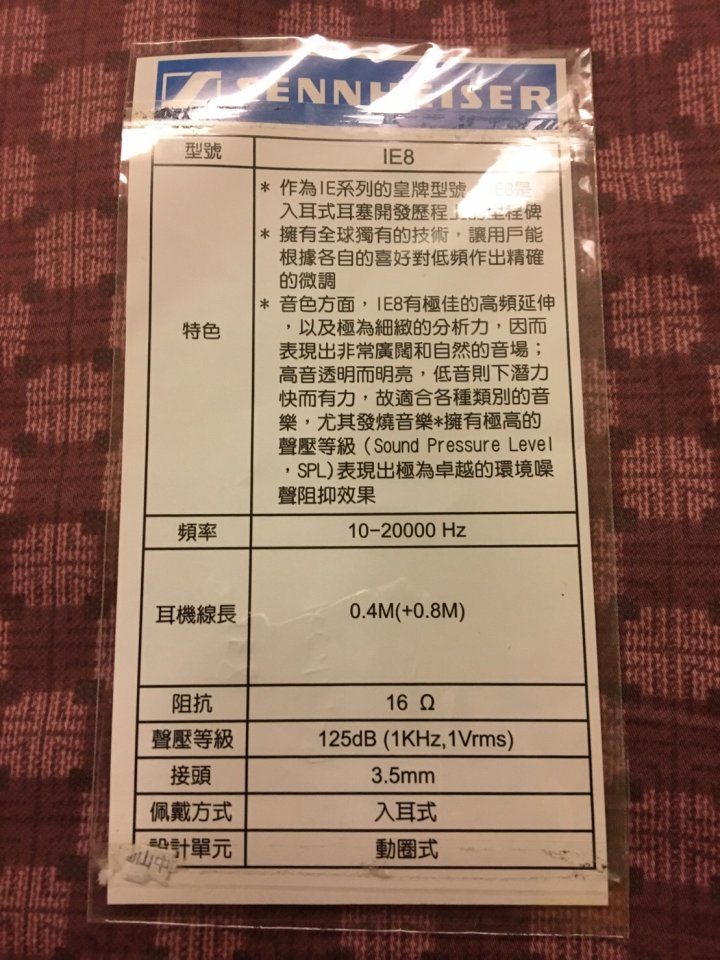 SENNHEISER
型號 IE8
特色
* 作為IE系列的皇牌型號，IE8是
入耳式耳塞開發歷程上的里程碑
* 擁有全球獨有的技術，讓用戶能
根據各自的喜好對低頻作出精確
的微調
* 音色方面，IE8有極佳的高頻延伸
，以及極為細緻的分析力，因而
表現出非常廣闊和自然的音場；
高音透明而明亮，低音則下潛力
快而有力，故適合各種類別的音
樂，尤其發燒音樂*擁有極高的
聲壓等級（Sound Pressure Level
，SPL)表現出極為卓越的環境噪
聲阻抑效果
頻率 10-20000 Hz
耳機線長 0.4M(+0.8M)
阻抗 16 Ω
聲壓等級 125dB (1KHz,1Vrms)
接頭 3.5mm
佩戴方式 入耳式
設計單元 動圈式